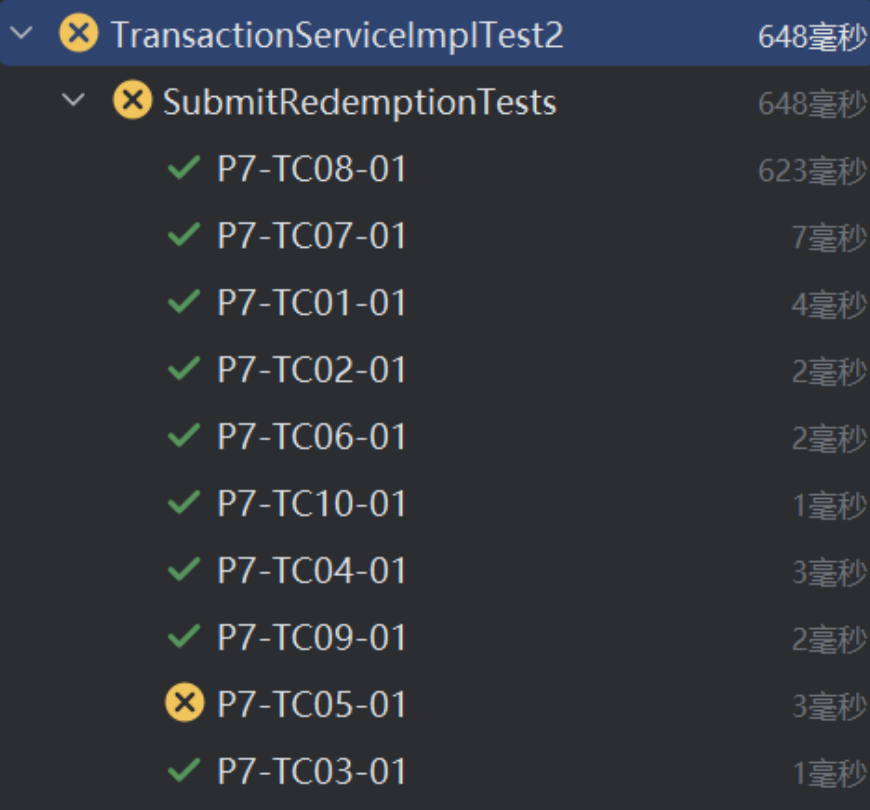 TransactionServiceImplTest2 648毫秒
SubmitRedemptionTests 648毫秒
P7-TC08-01 623毫秒
P7-TC07-01 7毫秒
P7-TC01-01 4毫秒
P7-TC02-01 2毫秒
P7-TC06-01 2毫秒
P7-TC10-01 1毫秒
P7-TC04-01 3毫秒
P7-TC09-01 2毫秒
P7-TC05-01 3毫秒
P7-TC03-01 1毫秒